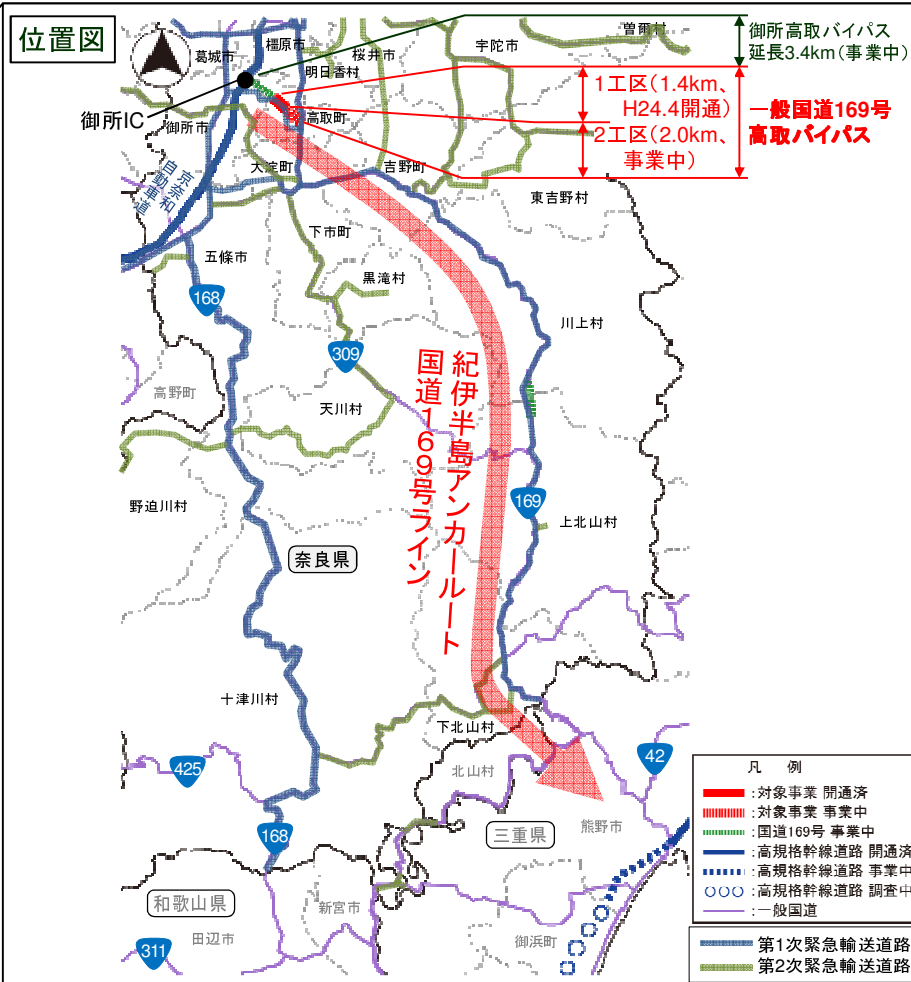 位置図
御所高取バイパス
延長3.4km(事業中)
1工区(1.4km、
H24.4開通)
2工区(2.0km、
事業中)
一般国道169号
高取バイパス
葛城市
橿原市
桜井市
宇陀市
曽爾村
明日香村
御所IC
御所市
高取町
大淀町
吉野町
東吉野村
京奈和
自動車道
下市町
五條市
黒滝村
168
川上村
309
高野町
天川村
紀伊半島アンカールート
国道169号ライン
169
野迫川村
上北山村
奈良県
十津川村
下北山村
北山村
42
425
168
三重県
熊野市
和歌山県
新宮市
田辺市
御浜町
311
凡 例
:対象事業 開通済
:対象事業 事業中
:国道169号 事業中
:高規格幹線道路 開通済
:高規格幹線道路 事業中
:高規格幹線道路 調査中
:一般国道
第1次緊急輸送道路
第2次緊急輸送道路